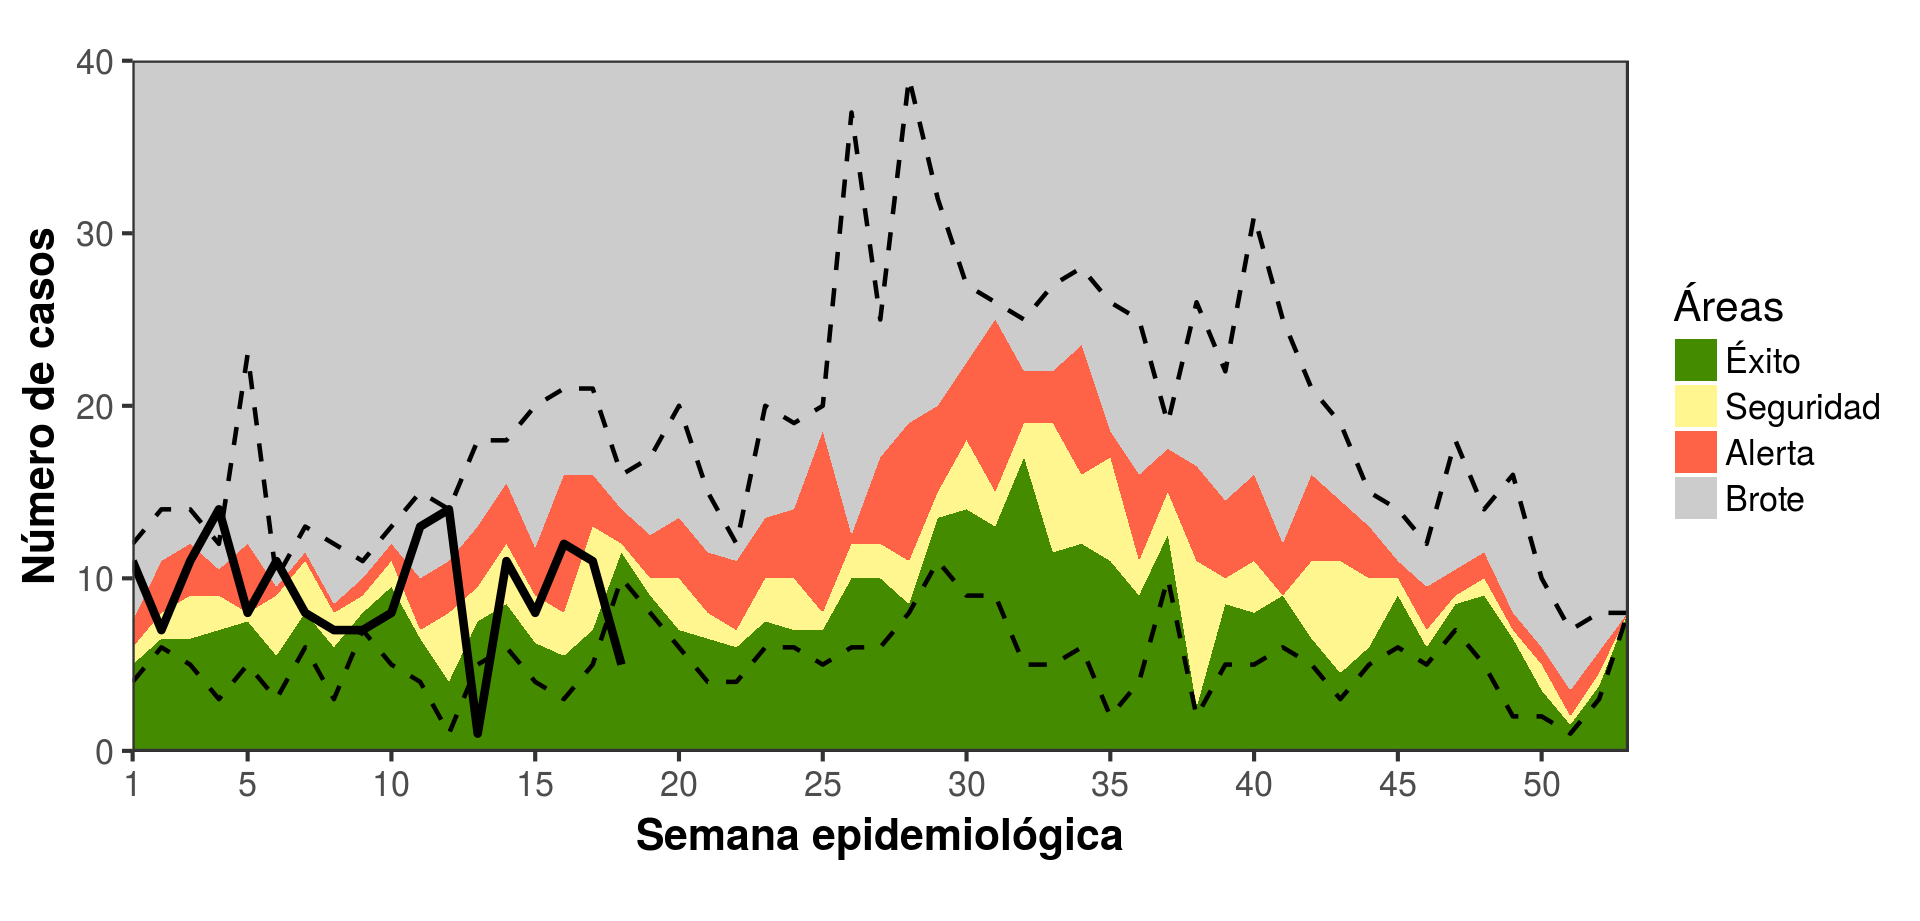 Número de casos
40
30
20
10
0
1 5 10 15 20 25 30 35 40 45 50
Semana epidemiológica
Áreas
Éxito
Seguridad
Alerta
Brote